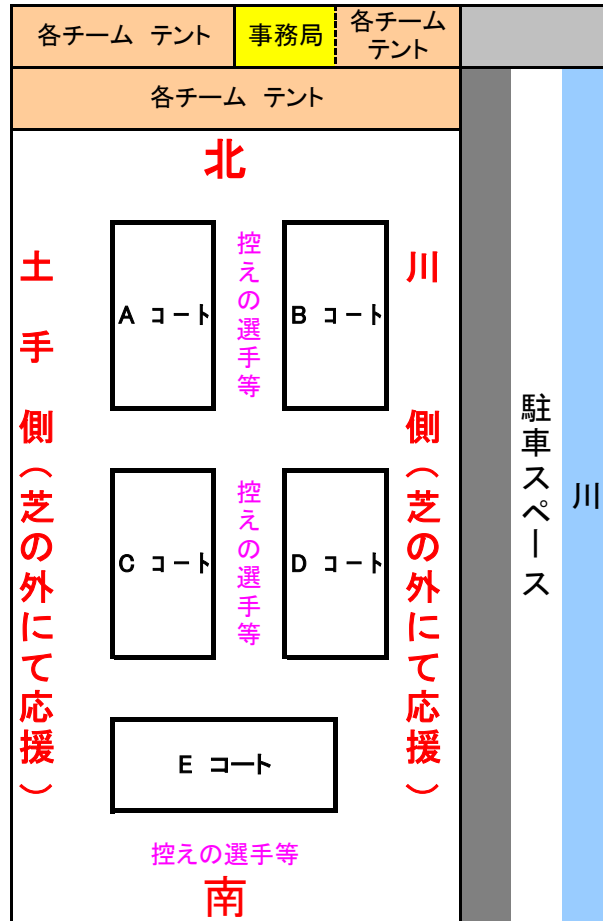 各チーム テント
事務局
各チーム
テント
各チーム テント
北
土手側（芝の外にて応援）
A コート
控えの選手等
B コート
川側（芝の外にて応援）
C コート
控えの選手等
D コート
E コート
控えの選手等
南
駐車スペース
川